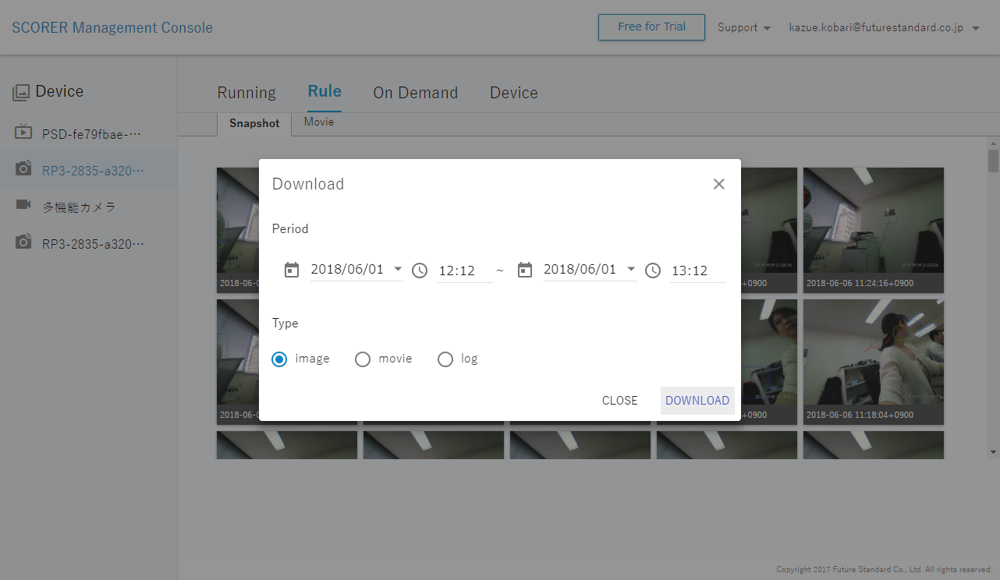 SCORER Management Console
Free for Trial
Support
kazue.kobari@futurestandard.co.jp
Device
PSD-fe79fbae-…
RP3-2835-a320…
多機能カメラ
RP3-2835-a320…
Running
Rule
On Demand
Device
Snapshot
Movie
Download
Period
2018/06/01
12:12
~
2018/06/01
13:12
Type
image
movie
log
CLOSE
DOWNLOAD
2018-06-0
+0900
2018-06-06 11:24:16+0900
2018-06-0
+0900
2018-06-06 11:18:04+0900
Copyright 2017 Future Standard Co., Ltd. All rights reserved.